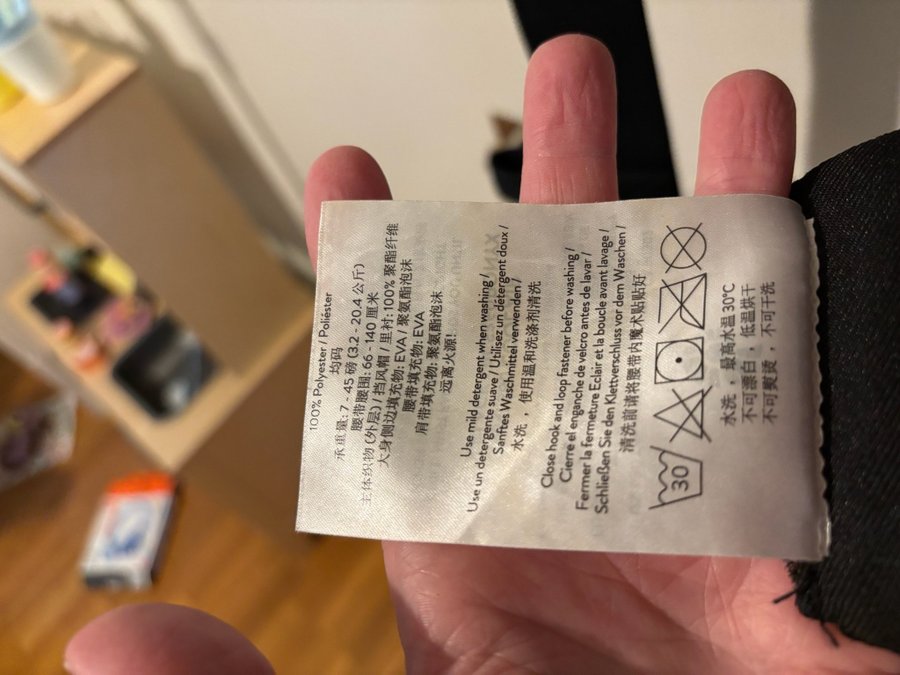 100% Polyester / Poliéster
均码
承重量: 7 - 45 磅 (3.2 - 20.4 公斤)
腰带腰围: 66 - 140 厘米
主体织物 (外层) / 挡风帽 / 里衬: 100% 聚酯纤维
大身侧边填充物: EVA / 聚氨酯泡沫
腰带填充物: EVA
肩带填充物: 聚氨酯泡沫
远离火源!
Use mild detergent when washing /
Use un detergente suave / Utilisez un détergent doux /
Sanftes Waschmittel verwenden /
水洗，使用温和洗涤剂清洗
Close hook and loop fastener before washing /
Cierre el enganche de velcro antes de lavar /
Fermer la fermeture Eclair et la boucle avant lavage /
Schließen Sie den Klettverschluss vor dem Waschen /
清洗前请将腰带内魔术贴贴好
30
水洗，最高水温 30°C
不可漂白，低温烘干
不可熨烫，不可干洗